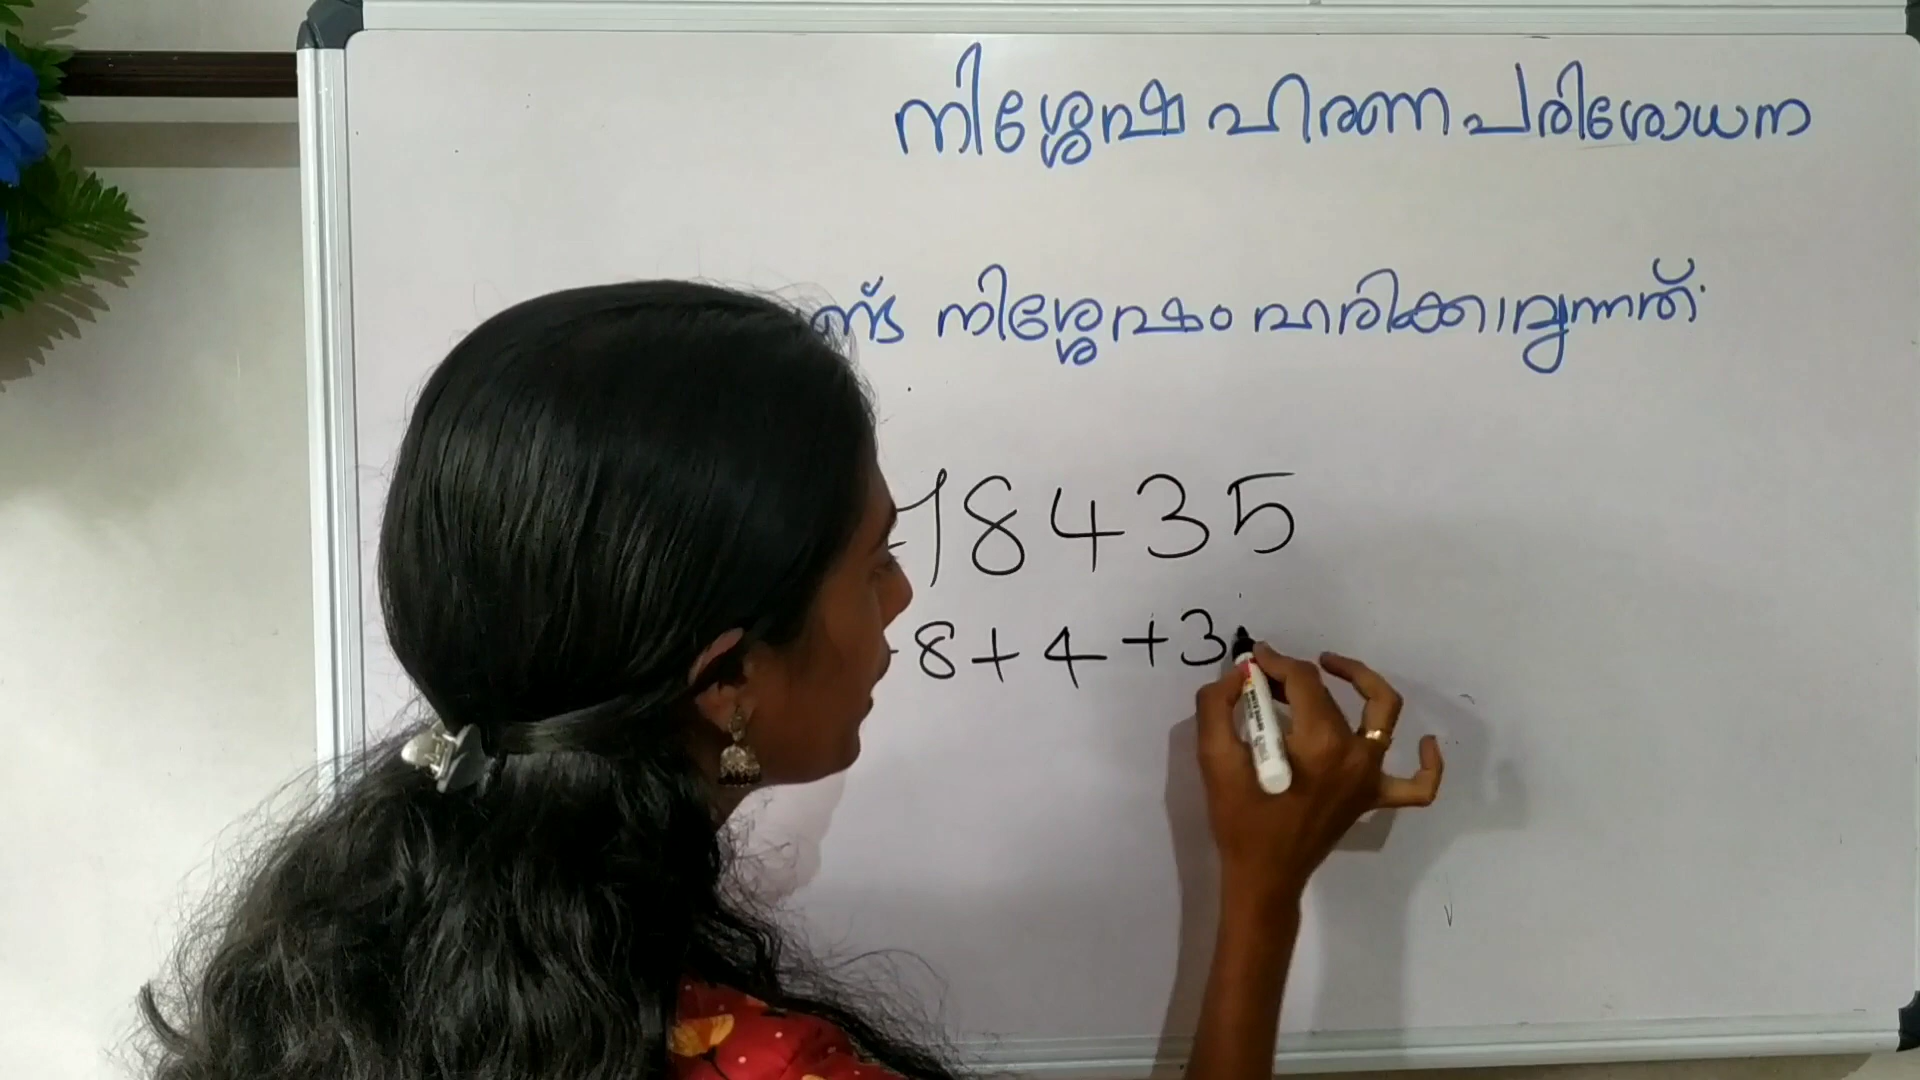 നിശ്ശേഷ ഹരണ പരിശോധന
ണ്ട് നിശ്ശേഷം ഹരിക്കാവുന്നത്
8435
8+4+3